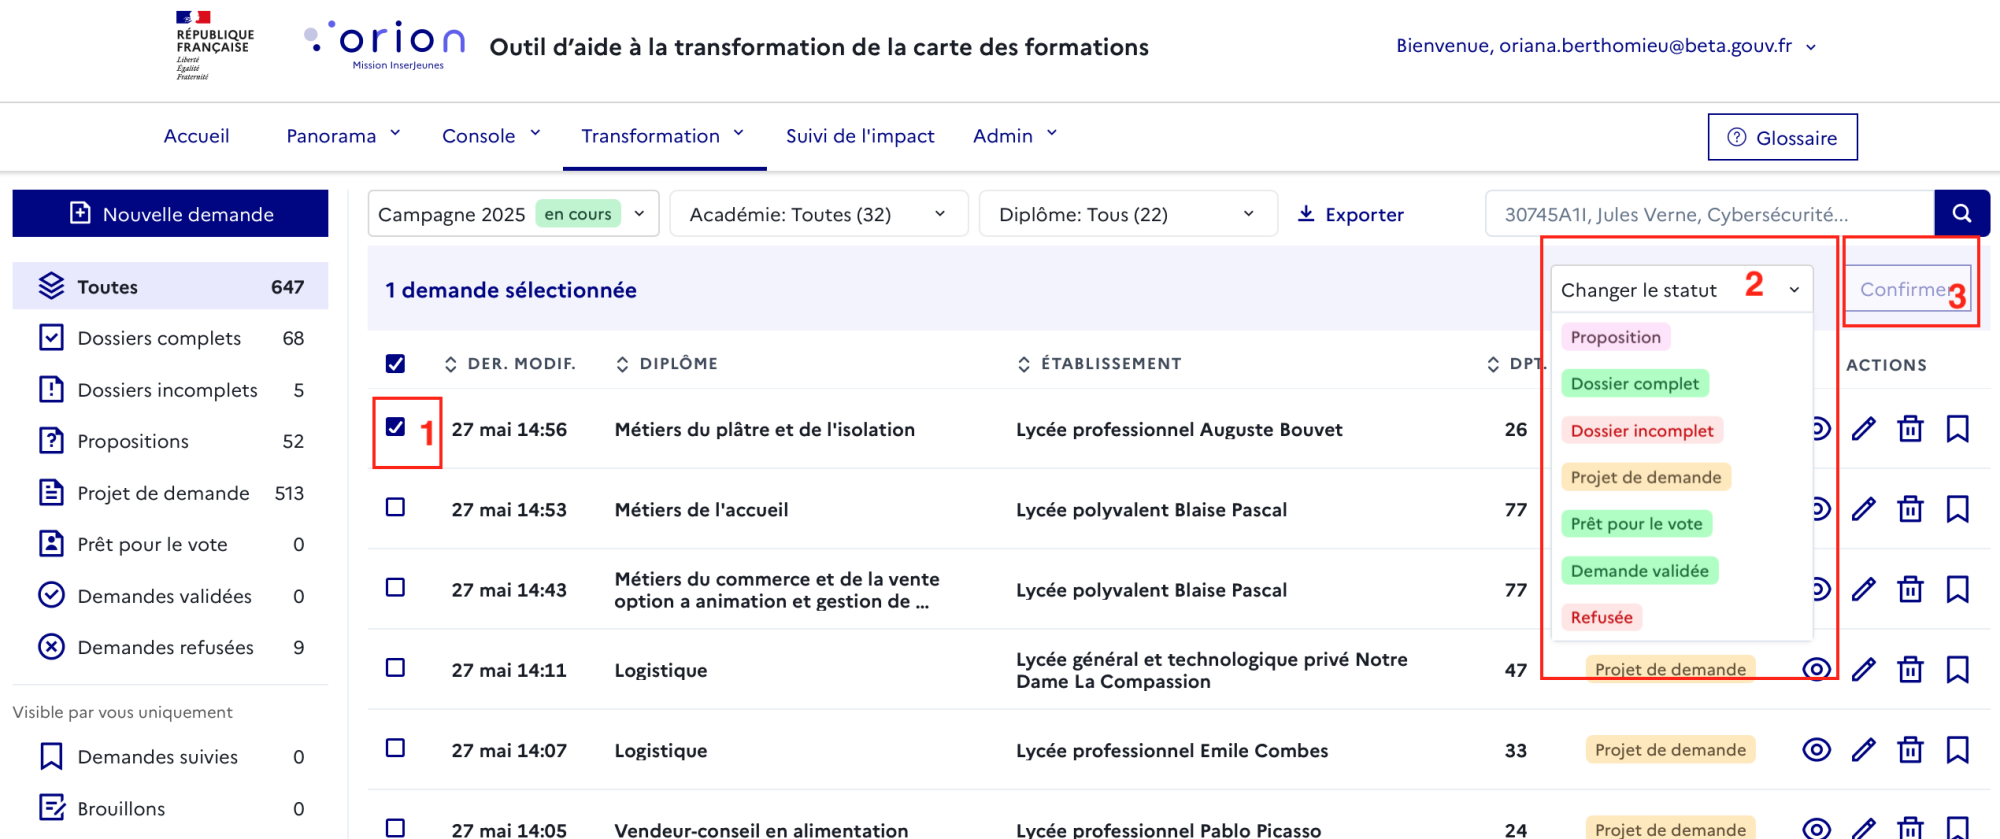 RÉPUBLIQUE
FRANÇAISE
Liberté
Égalité
Fraternité
orion
Mission InserJeunes
Outil d’aide à la transformation de la carte des formations
Bienvenue, oriana.berthomieu@beta.gouv.fr
Accueil Panorama Console Transformation Suivi de l'impact Admin
Glossaire
Nouvelle demande
Toutes 647
Dossiers complets 68
Dossiers incomplets 5
Propositions 52
Projet de demande 513
Prêt pour le vote 0
Demandes validées 0
Demandes refusées 9
Visible par vous uniquement
Demandes suivies 0
Brouillons 0
Campagne 2025 en cours
Académie: Toutes (32)
Diplôme: Tous (22)
Exporter
30745A1I, Jules Verne, Cybersécurité...
1 demande sélectionnée
Changer le statut 2
Confirmer 3
Proposition
Dossier complet
Dossier incomplet
Projet de demande
Prêt pour le vote
Demande validée
Refusée
DER. MODIF. DIPLÔME ÉTABLISSEMENT DPT. ACTIONS
1 27 mai 14:56 Métiers du plâtre et de l'isolation Lycée professionnel Auguste Bouvet 26
27 mai 14:53 Métiers de l'accueil Lycée polyvalent Blaise Pascal 77
27 mai 14:43 Métiers du commerce et de la vente
option a animation et gestion de ... Lycée polyvalent Blaise Pascal 77
27 mai 14:11 Logistique Lycée général et technologique privé Notre
Dame La Compassion 47 Projet de demande
27 mai 14:07 Logistique Lycée professionnel Emile Combes 33 Projet de demande
27 mai 14:05 Vendeur-conseil en alimentation Lycée professionnel Pablo Picasso 24 Projet de demande